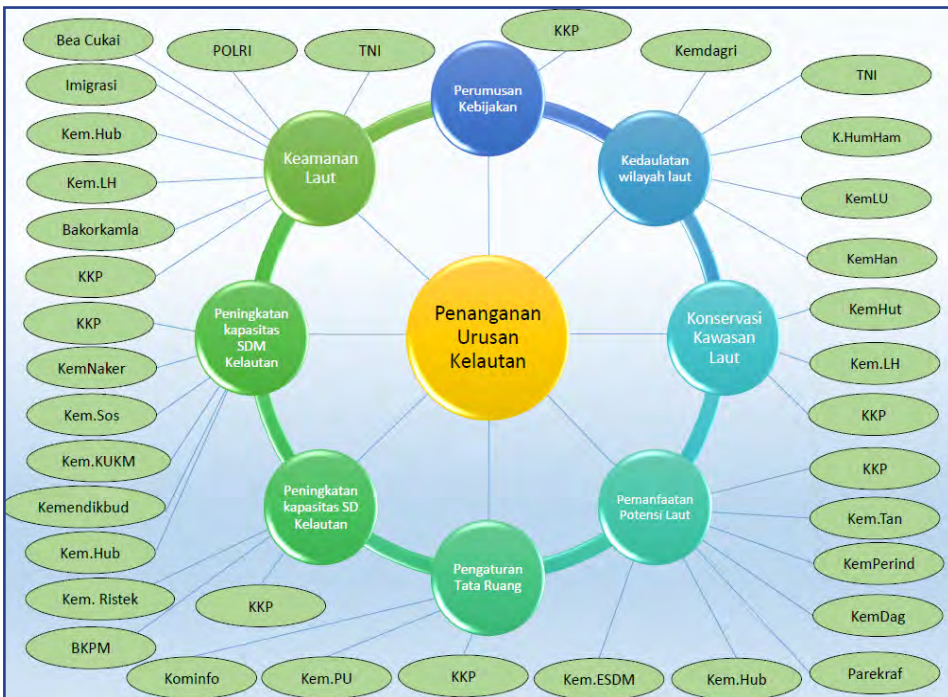 Bea Cukai
POLRI
TNI
KKP
Kemdagri
Imigrasi
Kem.Hub
Kem.LH
Bakorkamla
KKP
KKP
KemNaker
Kem.Sos
Kem.KUKM
Kemendikbud
Kem.Hub
Kem. Ristek
BKPM
KKP
Kominfo
Kem.PU
KKP
Kem.ESDM
Kem.Hub
Parekraf
KemDag
KemPerind
Kem.Tan
KKP
KKP
Kem.LH
KemHut
KemHan
KemLU
K.HumHam
TNI
Perumusan
Kebijakan
Kedaulatan
wilayah laut
Konservasi
Kawasan
Laut
Pemanfaatan
Potensi Laut
Pengaturan
Tata Ruang
Peningkatan
kapasitas SD
Kelautan
Peningkatan
kapasitas
SDM
Kelautan
Keamanan
Laut
Penanganan
Urusan
Kelautan